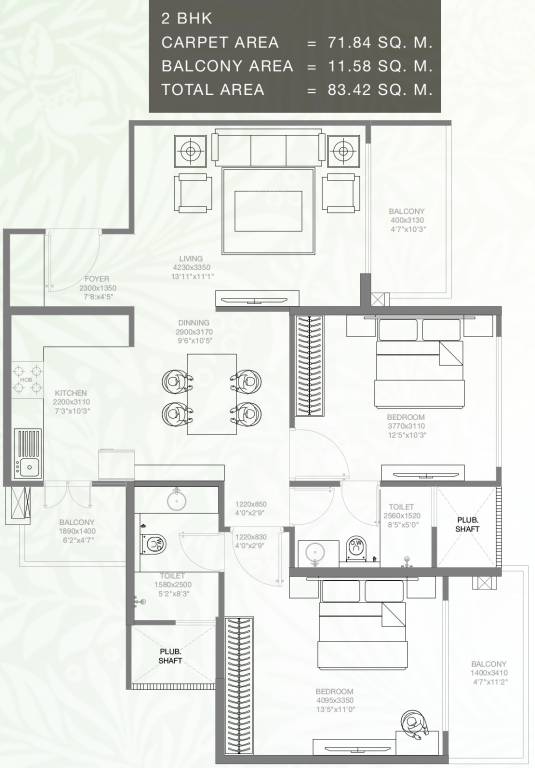 2 BHK
CARPET AREA = 71.84 SQ. M.
BALCONY AREA = 11.58 SQ. M.
TOTAL AREA = 83.42 SQ. M.
BALCONY
400x3130
4'7"x10'3"
LIVING
4230x3350
13'11"x11'1"
FOYER
2300x1350
7'8:x4'5"
DINNING
2900x3170
9'6"x10'5"
HOB
KITCHEN
2200x3110
7'3"x10'3"
BEDROOM
3770x3110
12'5"x10'3"
BALCONY
1890x1400
6'2"x4'7"
1220x850
4'0"x2'9"
TOILET
2560x1520
8'5"x5'0"
PLUB.
SHAFT
1220x830
4'0"x2'9"
TOILET
1580x2500
5'2"x8'3"
PLUB.
SHAFT
BEDROOM
4095x3350
13'5"x11'0"
BALCONY
1400x3410
4'7"x11'2"